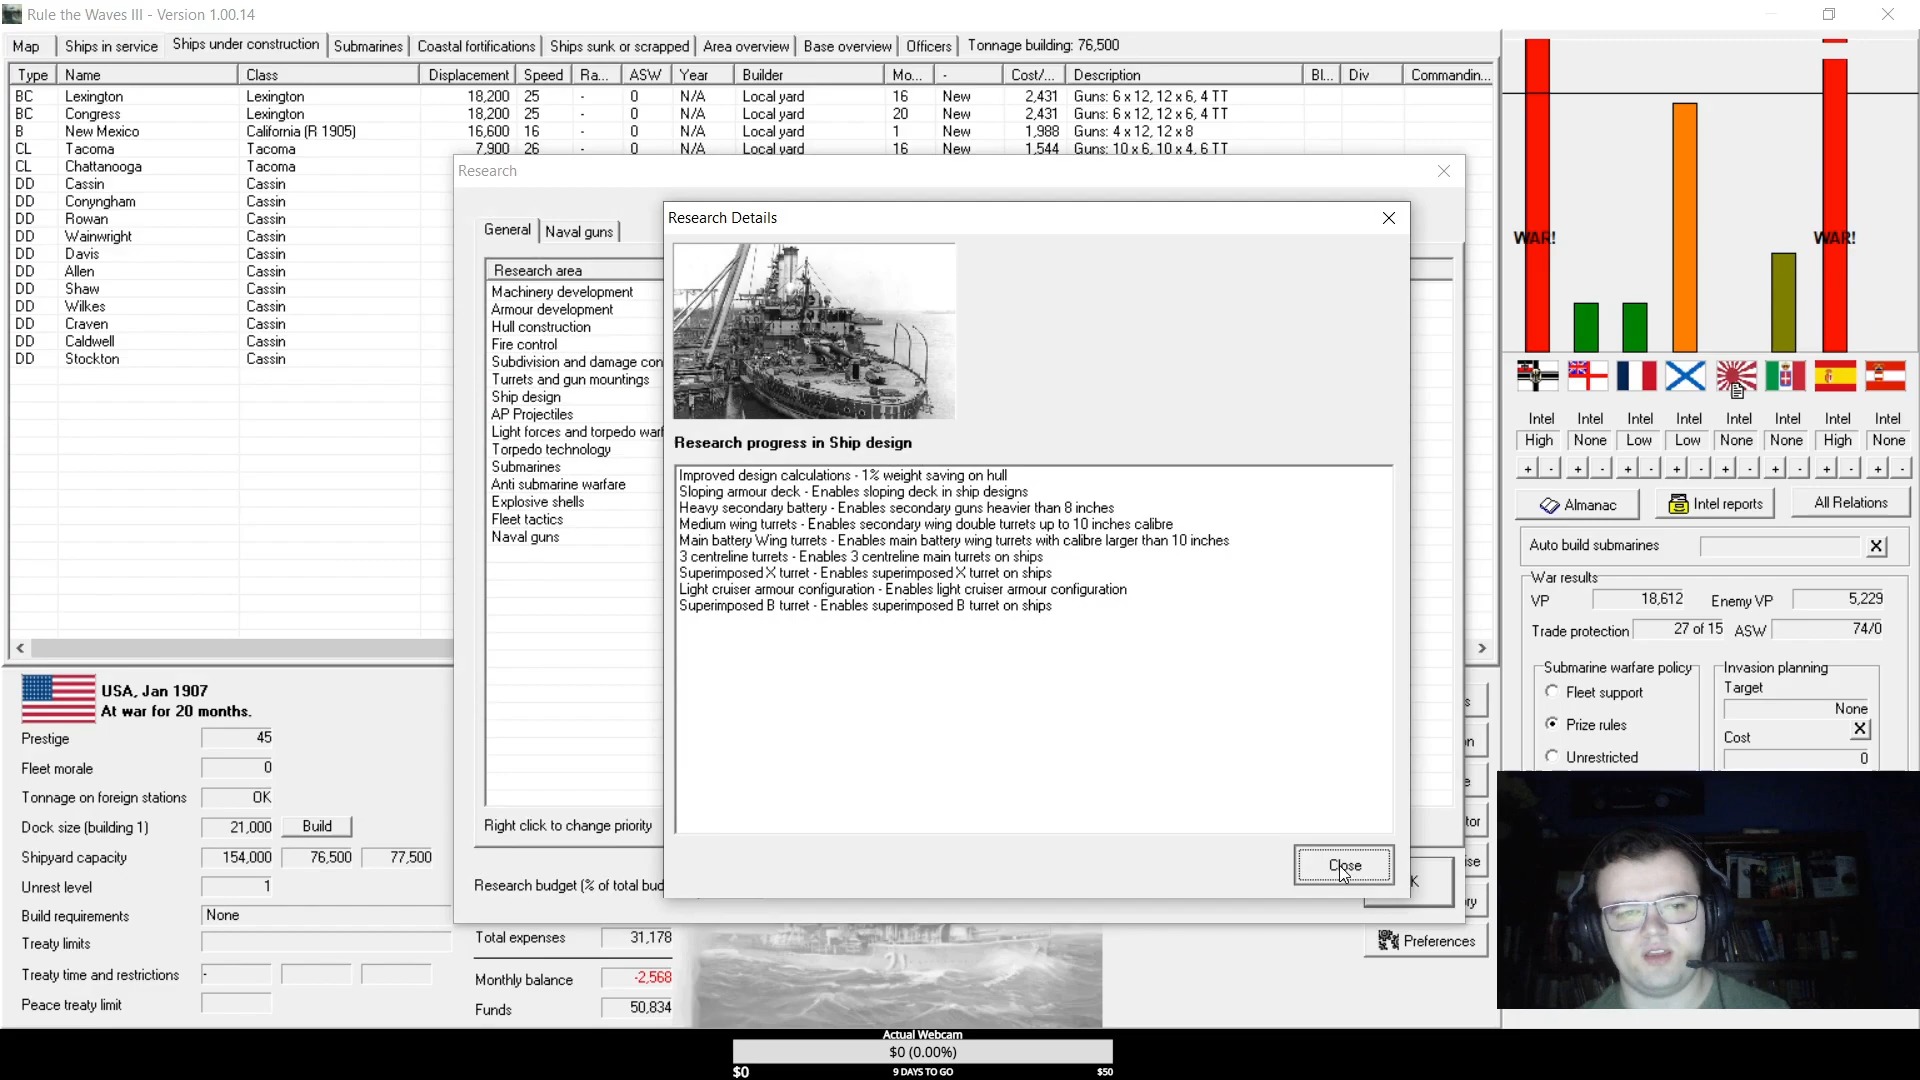 Rule the Waves III - Version 1.00.14
Map Ships in service Ships under construction Submarines Coastal fortifications Ships sunk or scrapped Area overview Base overview Officers Tonnage building: 76,500
Type Name Class Displacement Speed Ra... ASW Year Builder Mo... - Cost/... Description Bl... Div Commandin...
BC Lexington Lexington 18,200 25 - 0 N/A Local yard 16 New 2,431 Guns: 6 x 12, 12 x 6, 4 TT
BC Congress Lexington 18,200 25 - 0 N/A Local yard 20 New 2,431 Guns: 6 x 12, 12 x 6, 4 TT
B New Mexico California (R 1905) 16,600 16 - 0 N/A Local yard 1 New 1,988 Guns: 4 x 12, 12 x 8
CL Tacoma Tacoma 7,900 26 - 0 N/A Local yard 16 New 1,544 Guns: 10 x 6, 10 x 4, 6 TT
CL Chattanooga Tacoma
DD Cassin Cassin
DD Conyngham Cassin
DD Rowan Cassin
DD Wainwright Cassin
DD Davis Cassin
DD Allen Cassin
DD Shaw Cassin
DD Wilkes Cassin
DD Craven Cassin
DD Caldwell Cassin
DD Stockton Cassin
Research
General Naval guns
Research area
Machinery development
Armour development
Hull construction
Fire control
Subdivision and damage con
Turrets and gun mountings
Ship design
AP Projectiles
Light forces and torpedo warf
Torpedo technology
Submarines
Anti submarine warfare
Explosive shells
Fleet tactics
Naval guns
Right click to change priority
Research budget (% of total bud
Research Details
Research progress in Ship design
Improved design calculations - 1% weight saving on hull
Sloping armour deck - Enables sloping deck in ship designs
Heavy secondary battery - Enables secondary guns heavier than 8 inches
Medium wing turrets - Enables secondary wing double turrets up to 10 inches calibre
Main battery Wing turrets - Enables main battery wing turrets with calibre larger than 10 inches
3 centreline turrets - Enables 3 centreline main turrets on ships
Superimposed X turret - Enables superimposed X turret on ships
Light cruiser armour configuration - Enables light cruiser armour configuration
Superimposed B turret - Enables superimposed B turret on ships
Close
K
WAR! WAR!
Intel Intel Intel Intel Intel Intel Intel Intel
High None Low Low None None High None
+ - + - + - + - + - + - + - + -
Almanac Intel reports All Relations
Auto build submarines X
War results
VP 18,612 Enemy VP 5,229
Trade protection 27 of 15 ASW 74/0
Submarine warfare policy
Fleet support
Prize rules
Unrestricted
Invasion planning
Target
None
X
Cost
0
USA, Jan 1907
At war for 20 months.
Prestige 45
Fleet morale 0
Tonnage on foreign stations OK
Dock size (building 1) 21,000 Build
Shipyard capacity 154,000 76,500 77,500
Unrest level 1
Build requirements None
Treaty limits
Treaty time and restrictions -
Peace treaty limit
Total expenses 31,178
Monthly balance -2,568
Funds 50,834
s
n
e
tor
ise
ry
Preferences
Actual Webcam
$0 (0.00%)
$0 9 DAYS TO GO $50